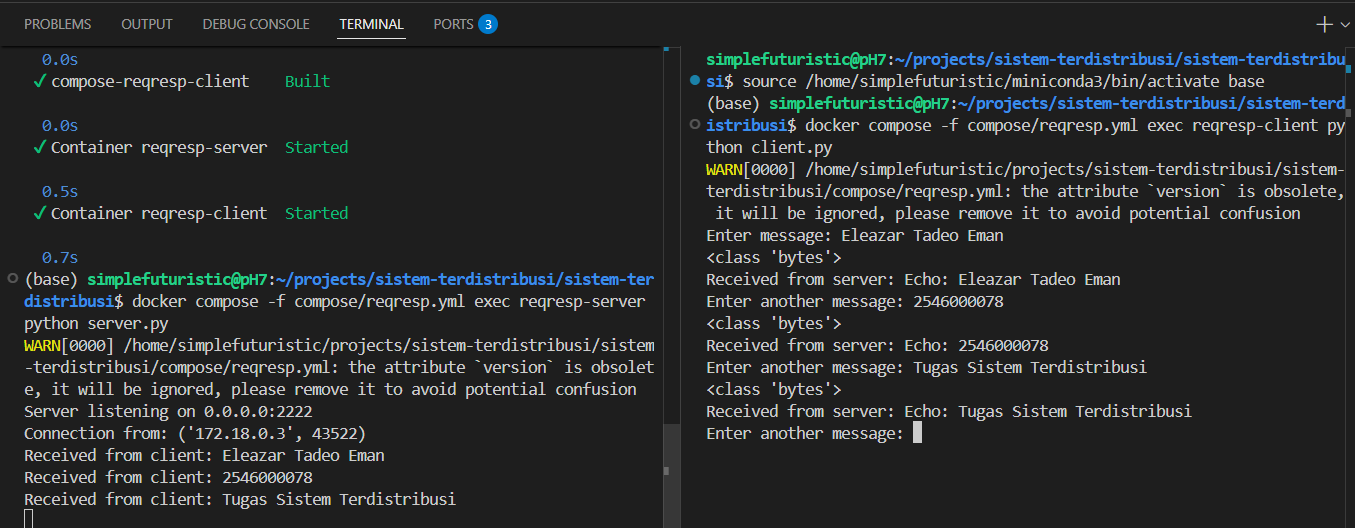 PROBLEMS OUTPUT DEBUG CONSOLE TERMINAL PORTS 3
0.0s
✓ compose-reqresp-client Built
0.0s
✓ Container reqresp-server Started
0.5s
✓ Container reqresp-client Started
0.7s
(base) simplefuturistic@pH7:~/projects/sistem-terdistribusi/sistem-ter
distribusi$ docker compose -f compose/reqresp.yml exec reqresp-server
python server.py
WARN[0000] /home/simplefuturistic/projects/sistem-terdistribusi/sistem
-terdistribusi/compose/reqresp.yml: the attribute `version` is obsolet
e, it will be ignored, please remove it to avoid potential confusion
Server listening on 0.0.0.0:2222
Connection from: ('172.18.0.3', 43522)
Received from client: Eleazar Tadeo Eman
Received from client: 2546000078
Received from client: Tugas Sistem Terdistribusi
simplefuturistic@pH7:~/projects/sistem-terdistribusi/sistem-terdistribu
si$ source /home/simplefuturistic/miniconda3/bin/activate base
(base) simplefuturistic@pH7:~/projects/sistem-terdistribusi/sistem-terd
istribusi$ docker compose -f compose/reqresp.yml exec reqresp-client py
thon client.py
WARN[0000] /home/simplefuturistic/projects/sistem-terdistribusi/sistem-
terdistribusi/compose/reqresp.yml: the attribute `version` is obsolete,
it will be ignored, please remove it to avoid potential confusion
Enter message: Eleazar Tadeo Eman
<class 'bytes'>
Received from server: Echo: Eleazar Tadeo Eman
Enter another message: 2546000078
<class 'bytes'>
Received from server: Echo: 2546000078
Enter another message: Tugas Sistem Terdistribusi
<class 'bytes'>
Received from server: Echo: Tugas Sistem Terdistribusi
Enter another message: